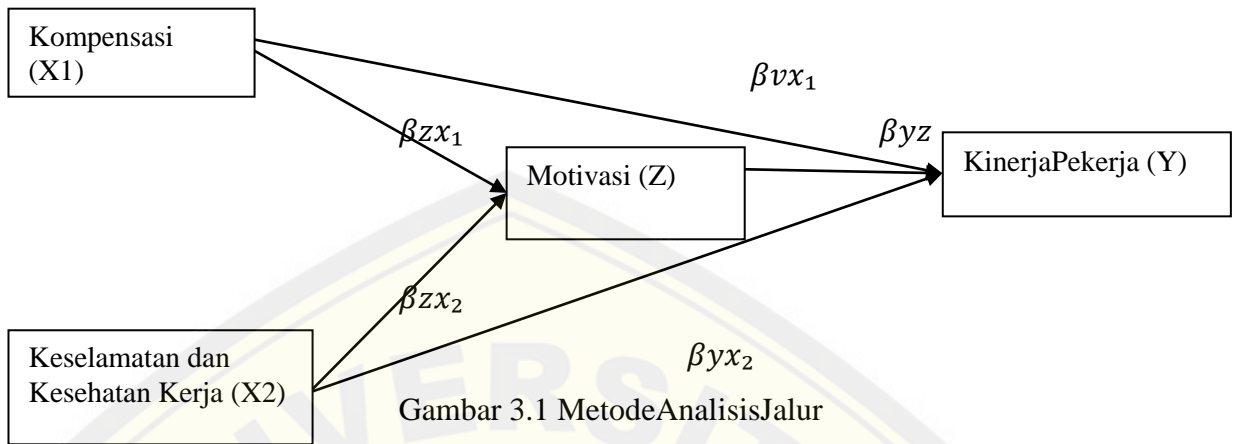 Kompensasi
(X1)
βvx₁
βzx₁
βyz
Motivasi (Z)
KinerjaPekerja (Y)
βzx₂
Keselamatan dan
Kesehatan Kerja (X2)
βyx₂
Gambar 3.1 MetodeAnalisisJalur